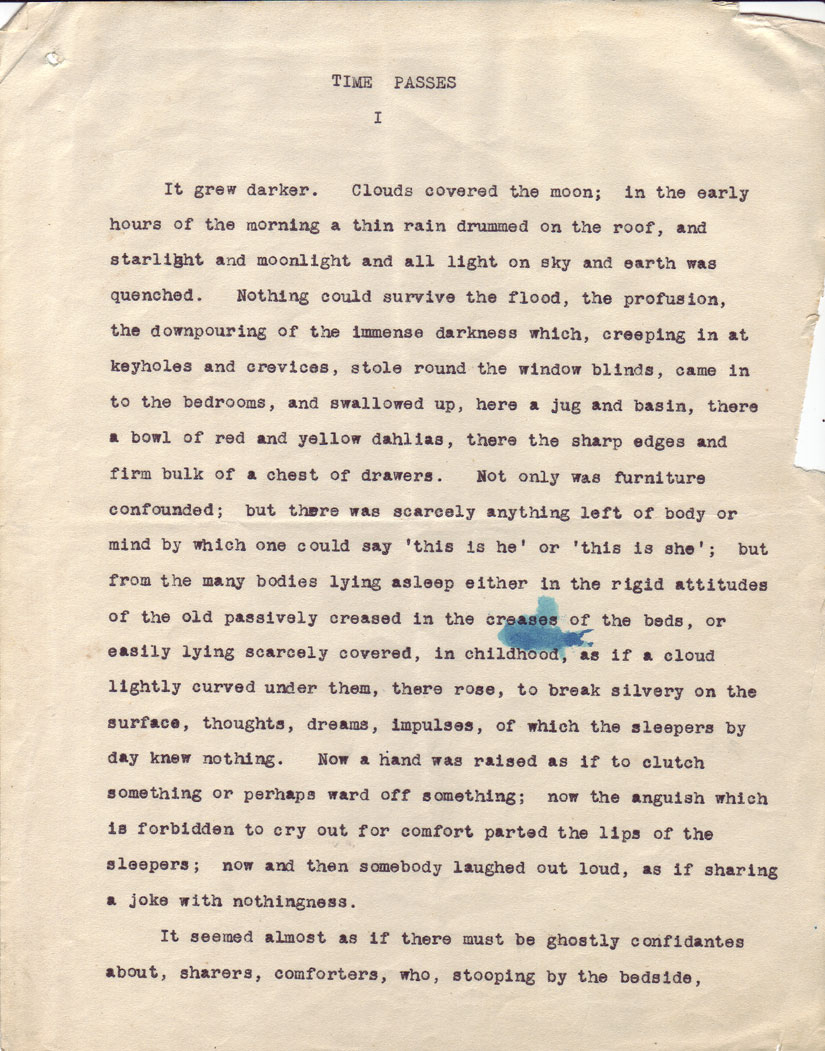 TIME PASSES
I
It grew darker. Clouds covered the moon; in the early
hours of the morning a thin rain drummed on the roof, and
starlight and moonlight and all light on sky and earth was
quenched. Nothing could survive the flood, the profusion,
the downpouring of the immense darkness which, creeping in at
keyholes and crevices, stole round the window blinds, came in
to the bedrooms, and swallowed up, here a jug and basin, there
a bowl of red and yellow dahlias, there the sharp edges and
firm bulk of a chest of drawers. Not only was furniture
confounded; but there was scarcely anything left of body or
mind by which one could say 'this is he' or 'this is she'; but
from the many bodies lying asleep either in the rigid attitudes
of the old passively creased in the creases of the beds, or
easily lying scarcely covered, in childhood, as if a cloud
lightly curved under them, there rose, to break silvery on the
surface, thoughts, dreams, impulses, of which the sleepers by
day knew nothing. Now a hand was raised as if to clutch
something or perhaps ward off something; now the anguish which
is forbidden to cry out for comfort parted the lips of the
sleepers; now and then somebody laughed out loud, as if sharing
a joke with nothingness.
It seemed almost as if there must be ghostly confidantes
about, sharers, comforters, who, stooping by the bedside,